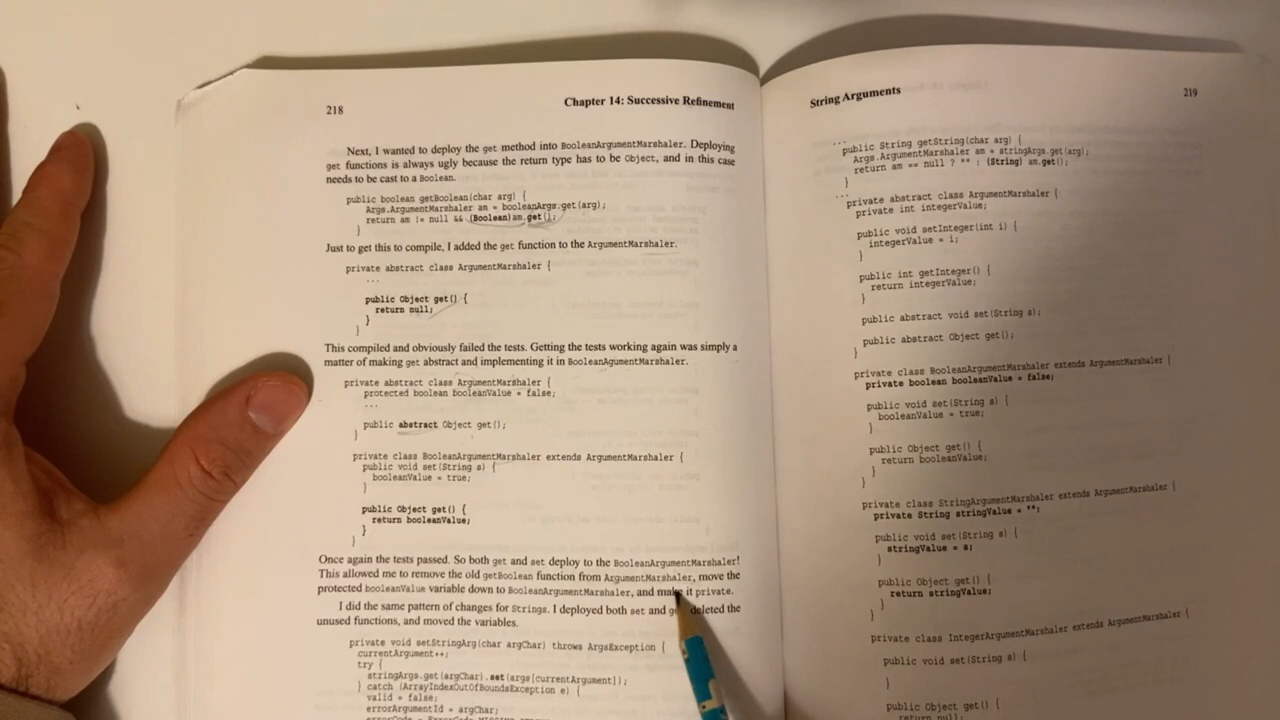 218
Chapter 14: Successive Refinement
Next, I wanted to deploy the get method into BooleanArgumentMarshaler. Deploying
get functions is always ugly because the return type has to be Object, and in this case
needs to be cast to a Boolean.
public boolean getBoolean(char arg) {
Args.ArgumentMarshaler am = booleanArgs.get(arg);
return am != null && (Boolean)am.get();
}
Just to get this to compile, I added the get function to the ArgumentMarshaler.
private abstract class ArgumentMarshaler {
...
public Object get() {
return null;
}
}
This compiled and obviously failed the tests. Getting the tests working again was simply a
matter of making get abstract and implementing it in BooleanAgumentMarshaler.
private abstract class ArgumentMarshaler {
protected boolean booleanValue = false;
...
public abstract Object get();
}
private class BooleanArgumentMarshaler extends ArgumentMarshaler {
public void set(String s) {
booleanValue = true;
}
public Object get() {
return booleanValue;
}
}
Once again the tests passed. So both get and set deploy to the BooleanArgumentMarshaler!
This allowed me to remove the old getBoolean function from ArgumentMarshaler, move the
protected booleanValue variable down to BooleanArgumentMarshaler, and make it private.
I did the same pattern of changes for Strings. I deployed both set and deleted the
unused functions, and moved the variables.
private void setStringArg(char argChar) throws ArgsException {
currentArgument++;
try {
stringArgs.get(argChar).set(args[currentArgument]);
} catch (ArrayIndexOutOfBoundsException e) {
valid = false;
errorArgumentId = argChar;
String Arguments
219
...
public String getString(char arg) {
Args.ArgumentMarshaler am = stringArgs.get(arg);
return am == null ? "" : (String) am.get();
}
...
private abstract class ArgumentMarshaler {
private int integerValue;
public void setInteger(int i) {
integerValue = i;
}
public int getInteger() {
return integerValue;
}
public abstract void set(String s);
public abstract Object get();
}
private class BooleanArgumentMarshaler extends ArgumentMarshaler {
private boolean booleanValue = false;
public void set(String s) {
booleanValue = true;
}
public Object get() {
return booleanValue;
}
}
private class StringArgumentMarshaler extends ArgumentMarshaler {
private String stringValue = "";
public void set(String s) {
stringValue = s;
}
public Object get() {
return stringValue;
}
}
private class IntegerArgumentMarshaler extends ArgumentMarshaler {
public void set(String s) {
}
public Object get() {
return null;